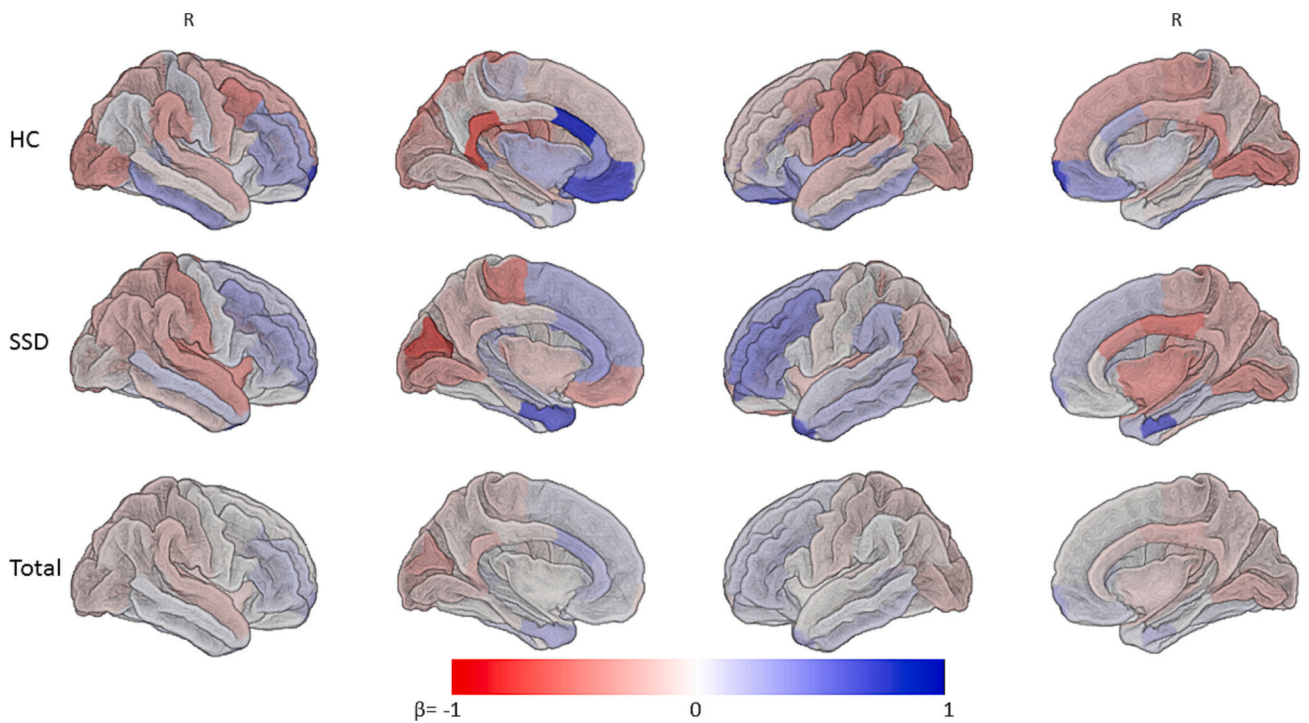 R R
HC
SSD
Total
β= -1 0 1